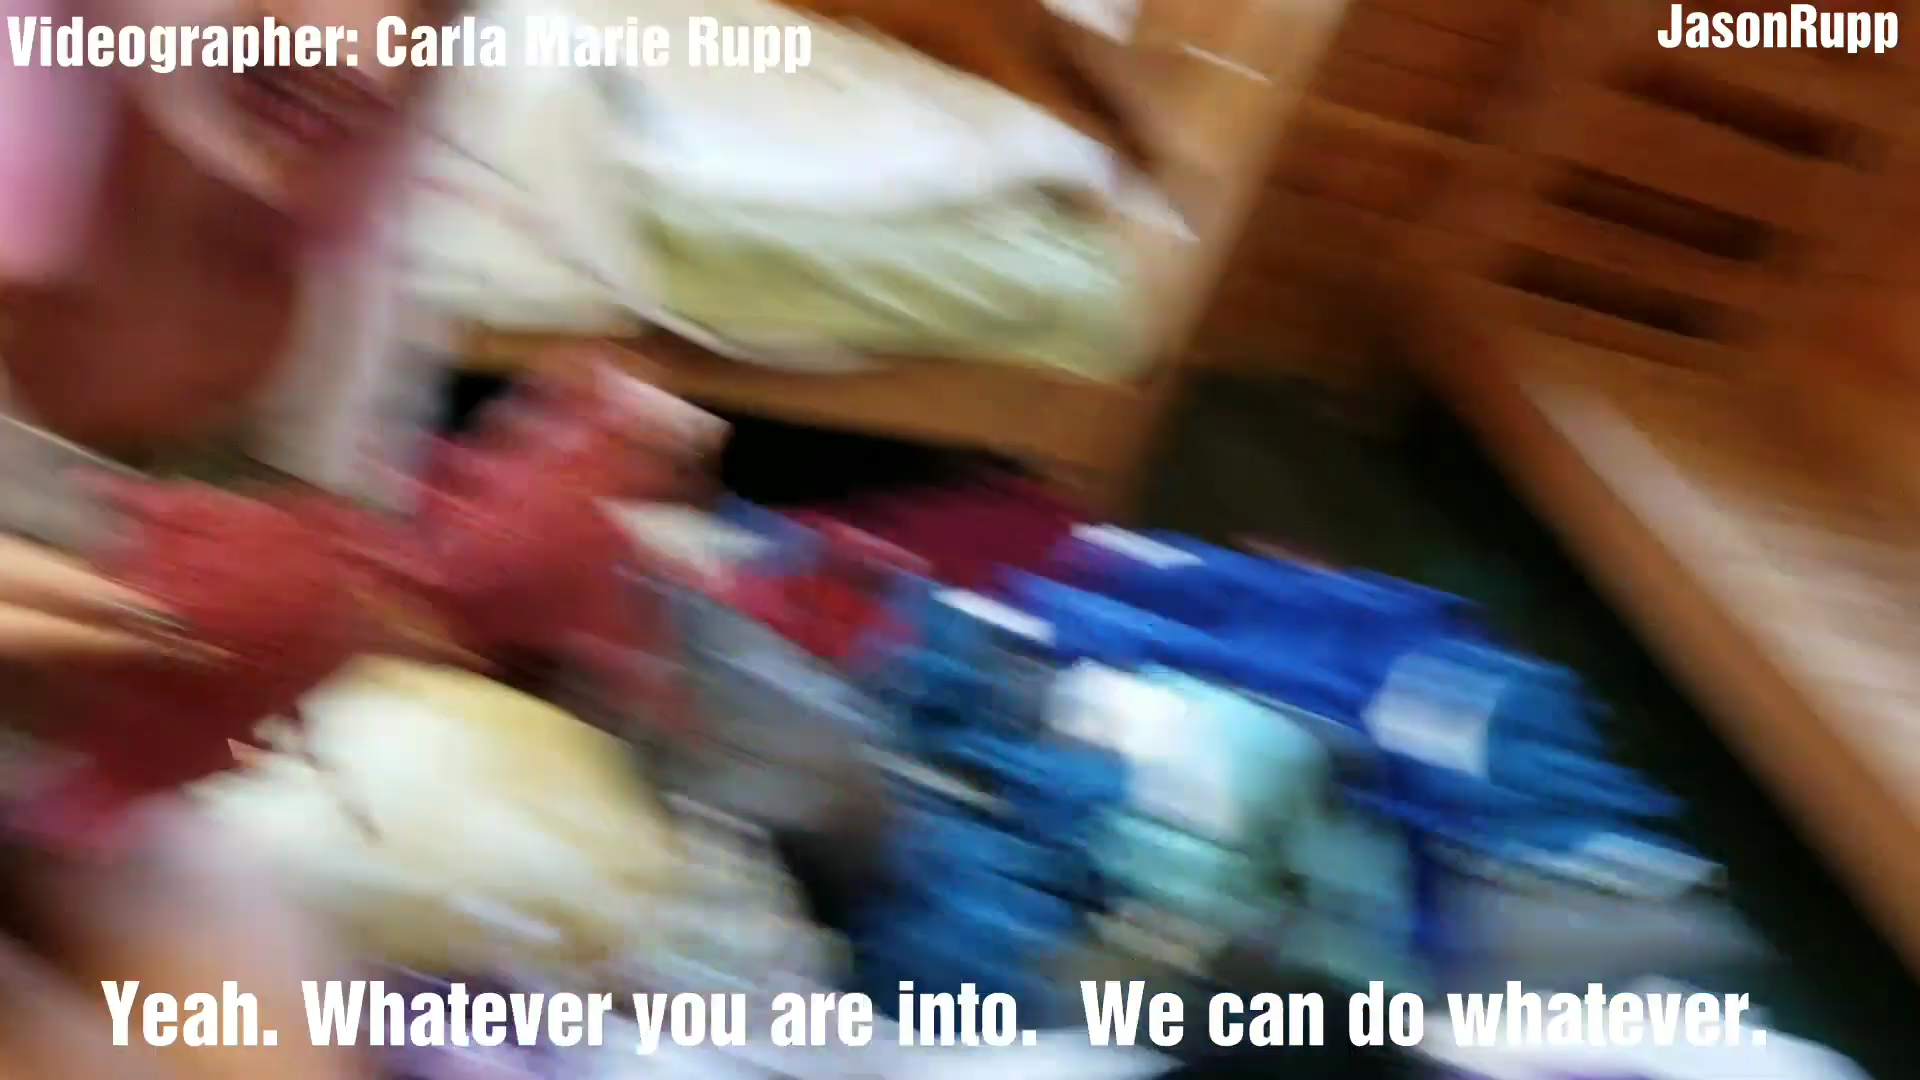 Videographer: Carla Marie Rupp
JasonRupp
Yeah. Whatever you are into. We can do whatever.